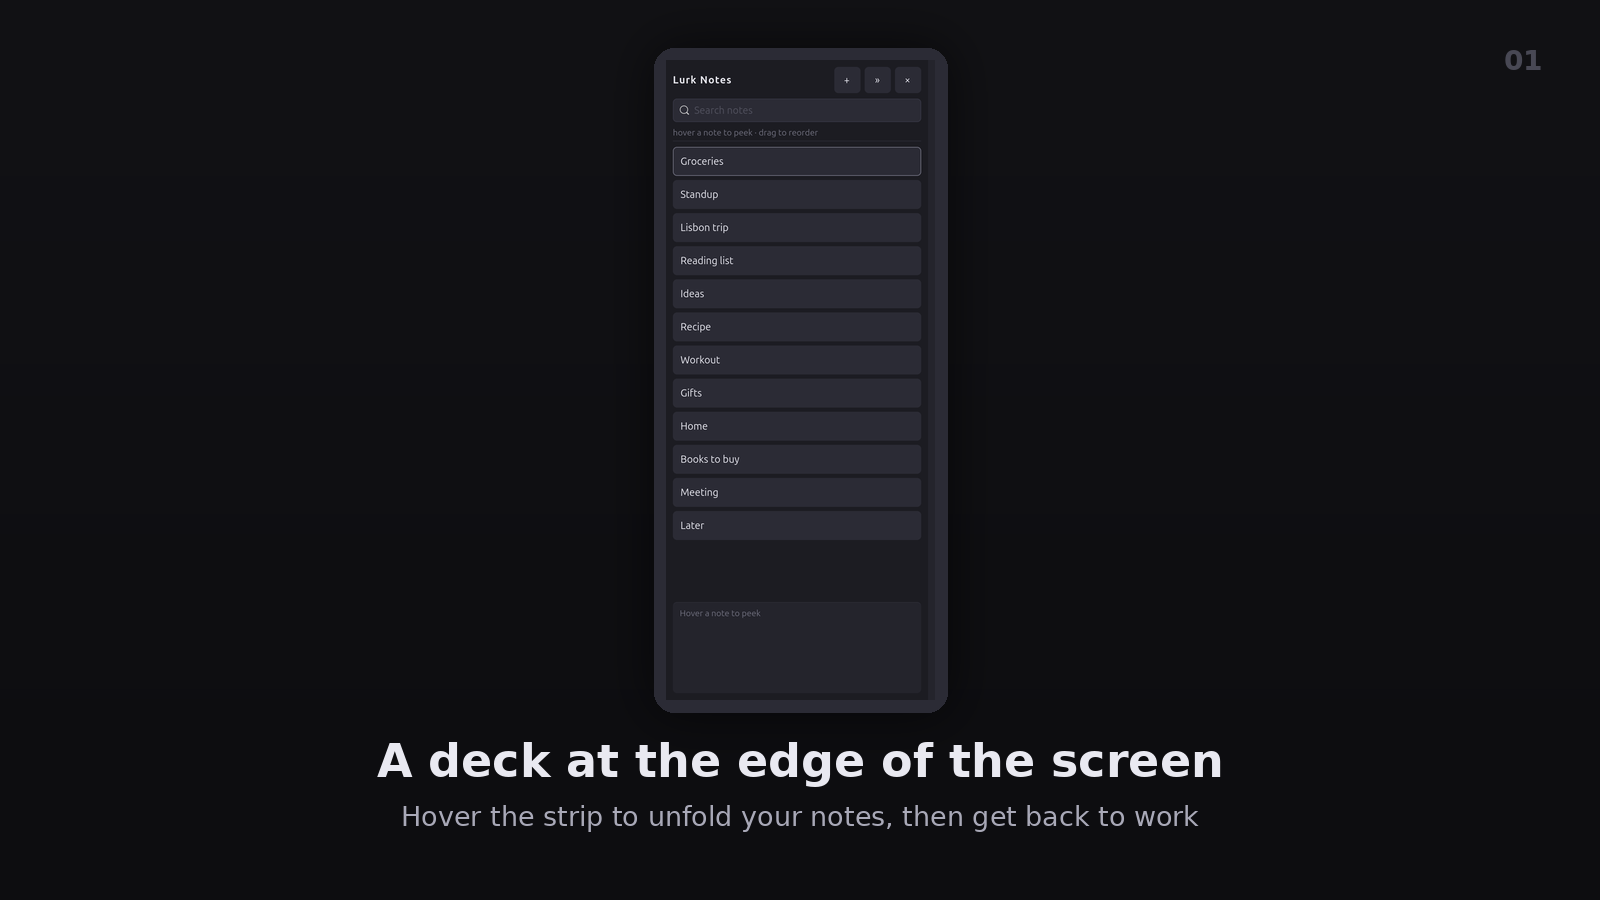 01
Lurk Notes + » ×
Search notes
hover a note to peek · drag to reorder
Groceries
Standup
Lisbon trip
Reading list
Ideas
Recipe
Workout
Gifts
Home
Books to buy
Meeting
Later
Hover a note to peek
A deck at the edge of the screen
Hover the strip to unfold your notes, then get back to work